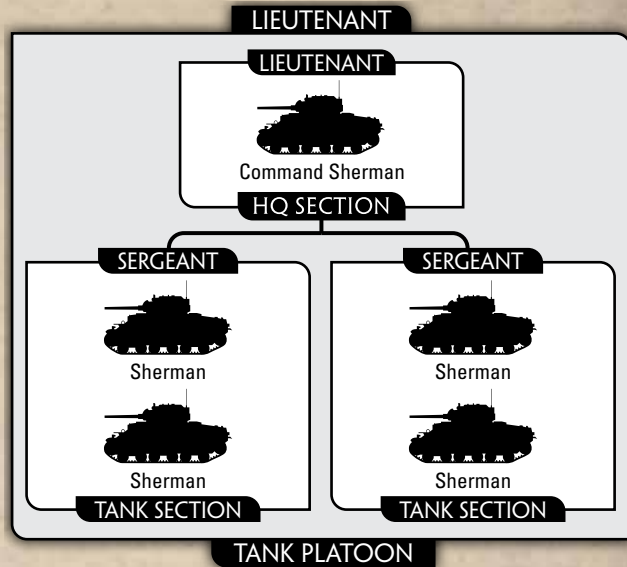 LIEUTENANT
LIEUTENANT
Command Sherman
HQ SECTION
SERGEANT
Sherman
Sherman
TANK SECTION
SERGEANT
Sherman
Sherman
TANK SECTION
TANK PLATOON